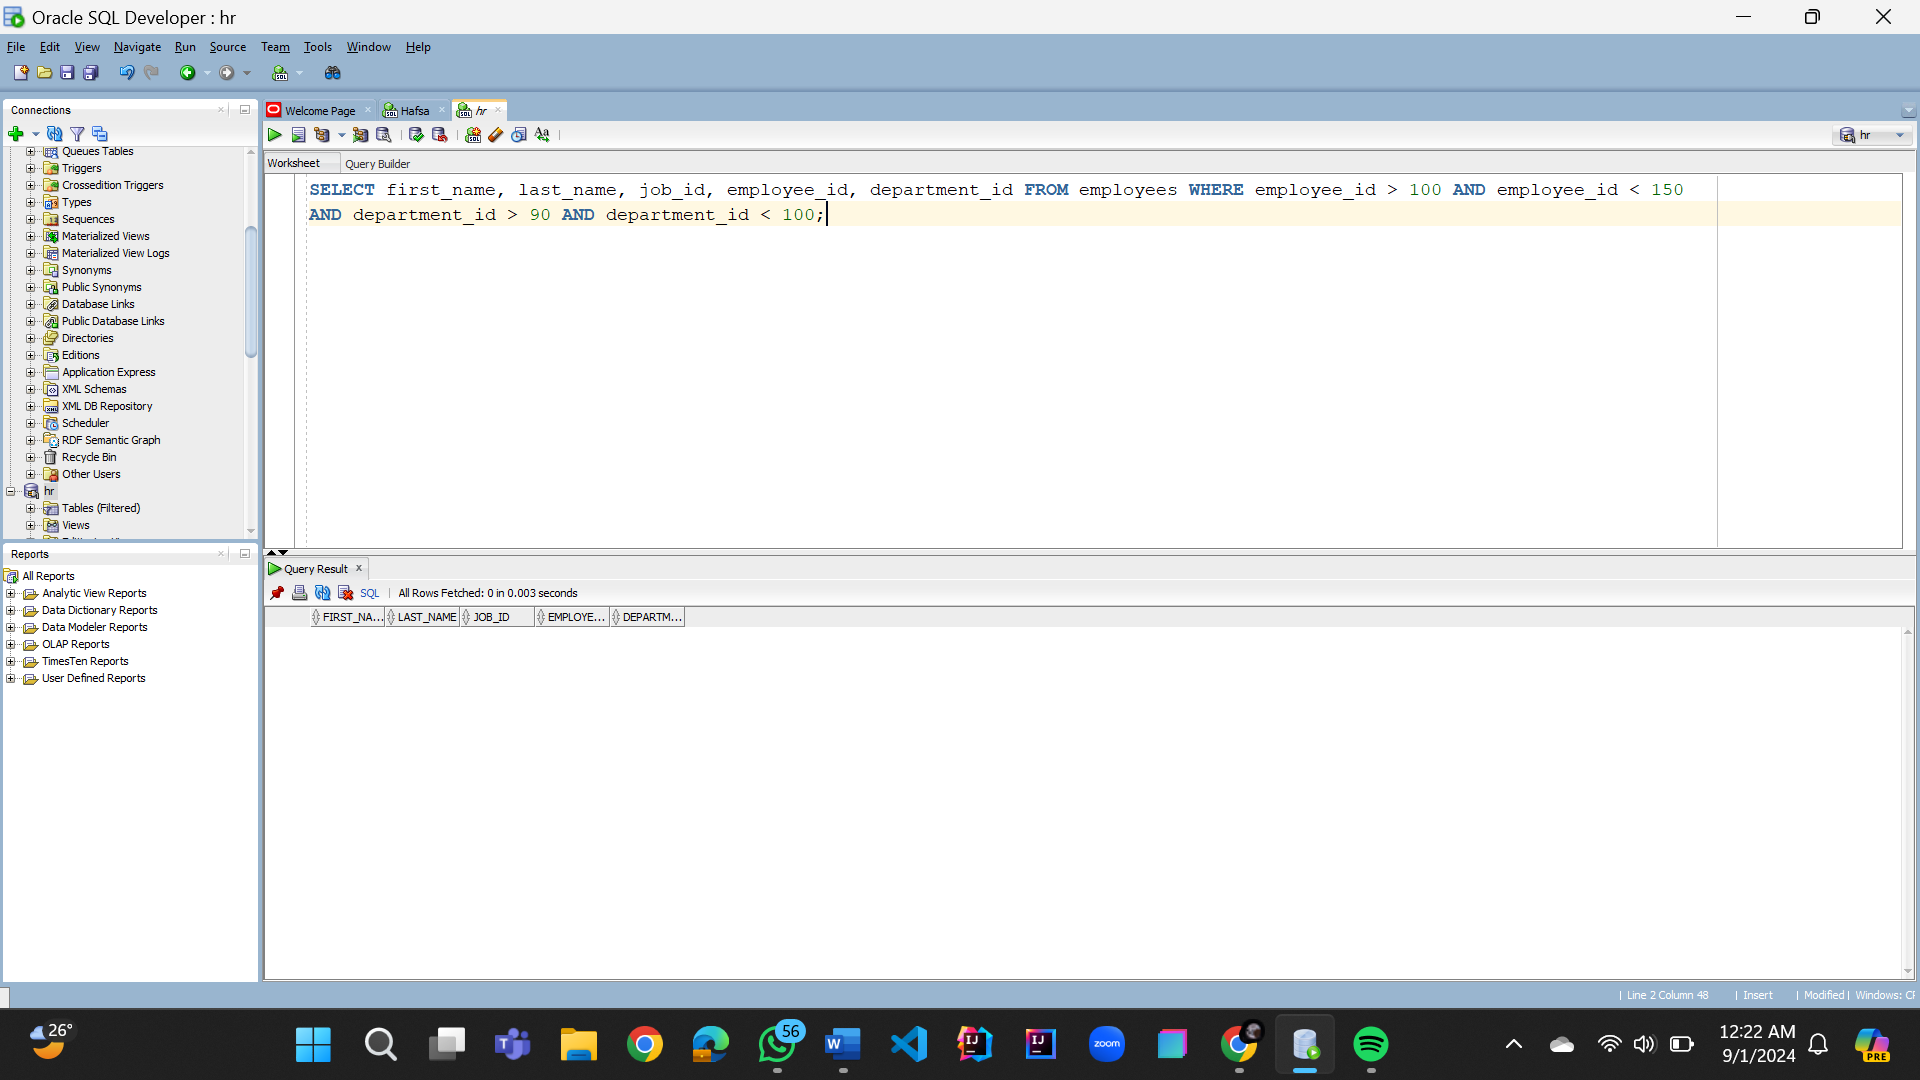 Oracle SQL Developer : hr
File Edit View Navigate Run Source Team Tools Window Help
Connections
Queues Tables
Triggers
Crossedition Triggers
Types
Sequences
Materialized Views
Materialized View Logs
Synonyms
Public Synonyms
Database Links
Public Database Links
Directories
Editions
Application Express
XML Schemas
XML DB Repository
Scheduler
RDF Semantic Graph
Recycle Bin
Other Users
hr
Tables (Filtered)
Views
Reports
All Reports
Analytic View Reports
Data Dictionary Reports
Data Modeler Reports
OLAP Reports
TimesTen Reports
User Defined Reports
Welcome Page Hafsa hr
hr
Worksheet Query Builder
SELECT first_name, last_name, job_id, employee_id, department_id FROM employees WHERE employee_id > 100 AND employee_id < 150
AND department_id > 90 AND department_id < 100;
Query Result
SQL All Rows Fetched: 0 in 0.003 seconds
FIRST_NA... LAST_NAME JOB_ID EMPLOYE... DEPARTM...
Line 2 Column 48 Insert Modified Windows: CF
26°
56
zoom
12:22 AM
9/1/2024
PRE